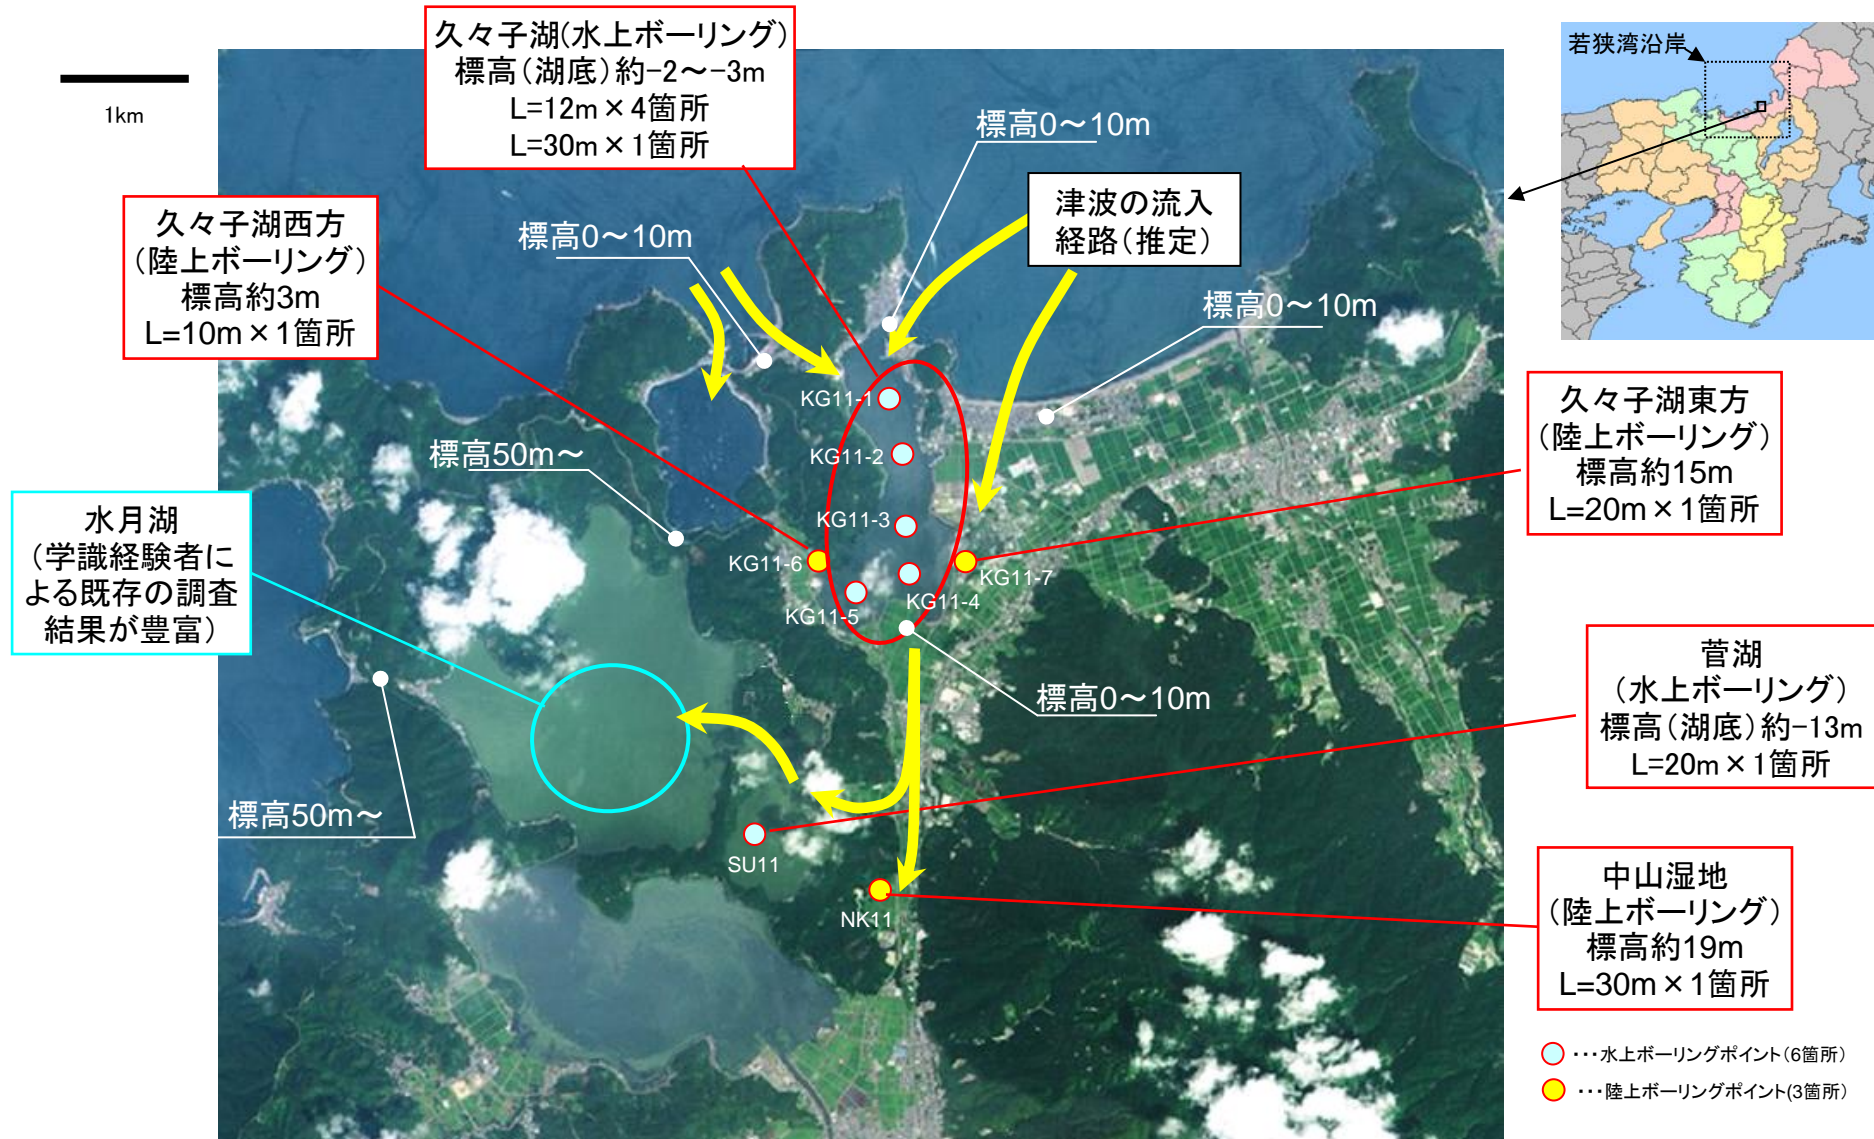 久々子湖(水上ボーリング)
標高(湖底)約-2～-3m
L=12m×4箇所
L=30m×1箇所
1km
若狭湾沿岸
標高0～10m
津波の流入
経路(推定)
久々子湖西方
(陸上ボーリング)
標高約3m
L=10m×1箇所
標高0～10m
標高0～10m
久々子湖東方
(陸上ボーリング)
標高約15m
L=20m×1箇所
KG11-1
KG11-2
KG11-3
KG11-6
KG11-7
KG11-4
KG11-5
標高50m～
水月湖
(学識経験者に
よる既存の調査
結果が豊富)
標高0～10m
菅湖
(水上ボーリング)
標高(湖底)約-13m
L=20m×1箇所
標高50m～
SU11
NK11
中山湿地
(陸上ボーリング)
標高約19m
L=30m×1箇所
･･･水上ボーリングポイント(6箇所)
･･･陸上ボーリングポイント(3箇所)